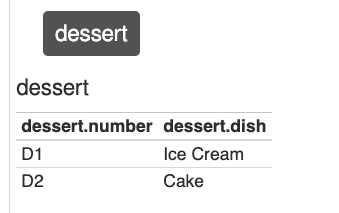 dessert
dessert
dessert.number dessert.dish
D1 Ice Cream
D2 Cake